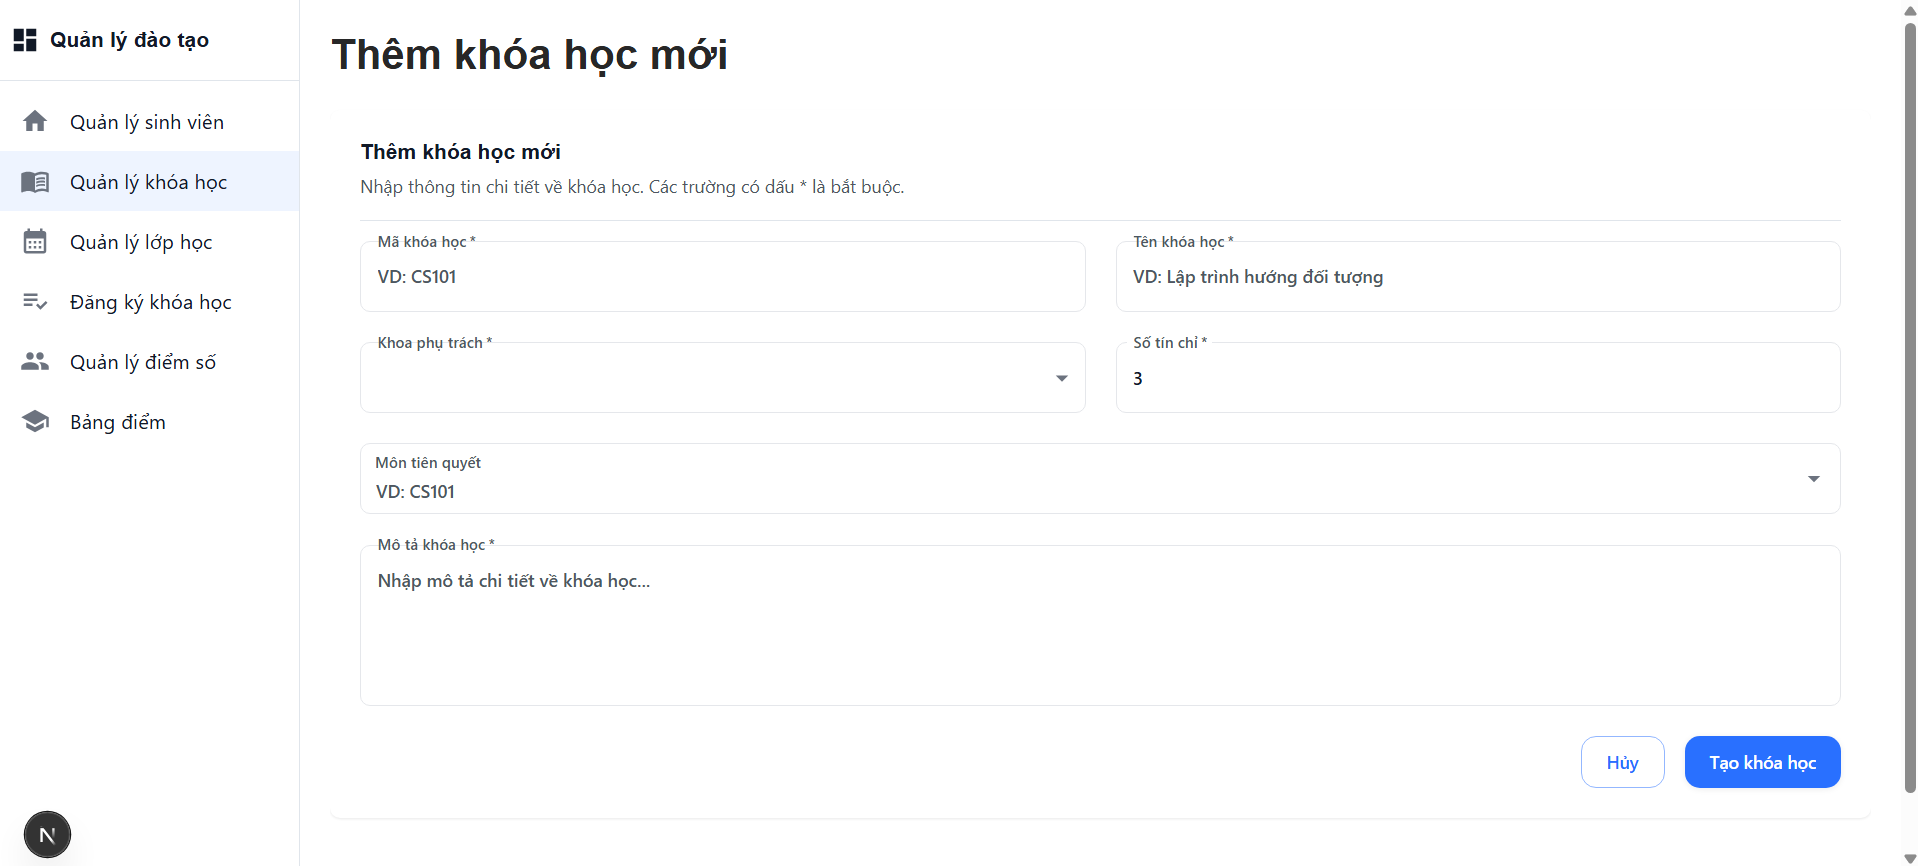 Quản lý đào tạo
Quản lý sinh viên
Quản lý khóa học
Quản lý lớp học
Đăng ký khóa học
Quản lý điểm số
Bảng điểm
N
Thêm khóa học mới
Thêm khóa học mới
Nhập thông tin chi tiết về khóa học. Các trường có dấu * là bắt buộc.
Mã khóa học *
VD: CS101
Tên khóa học *
VD: Lập trình hướng đối tượng
Khoa phụ trách *
Số tín chỉ *
3
Môn tiên quyết
VD: CS101
Mô tả khóa học *
Nhập mô tả chi tiết về khóa học...
Hủy
Tạo khóa học